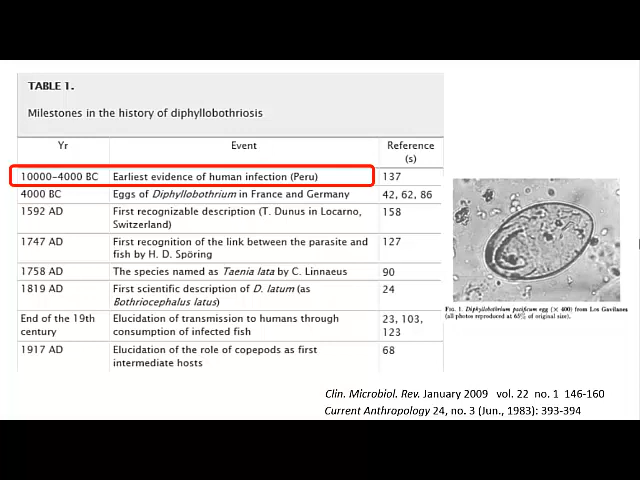 TABLE 1.
Milestones in the history of diphyllobothriosis
Yr Event Reference
(s)
10000–4000 BC Earliest evidence of human infection (Peru) 137
4000 BC Eggs of Diphyllobothrium in France and Germany 42, 62, 86
1592 AD First recognizable description (T. Dunus in Locarno, 158
Switzerland)
1747 AD First recognition of the link between the parasite and 127
fish by H. D. Spöring
1758 AD The species named as Taenia lata by C. Linnaeus 90
1819 AD First scientific description of D. latum (as 24
Bothriocephalus latus)
End of the 19th Elucidation of transmission to humans through 23, 103,
century consumption of infected fish 123
1917 AD Elucidation of the role of copepods as first 68
intermediate hosts
FIG. 1. Diphyllobothrium pacificum egg (× 400) from Los Gavilanes
(all photos reproduced at 65% of original size).
Clin. Microbiol. Rev. January 2009 vol. 22 no. 1 146-160
Current Anthropology 24, no. 3 (Jun., 1983): 393-394